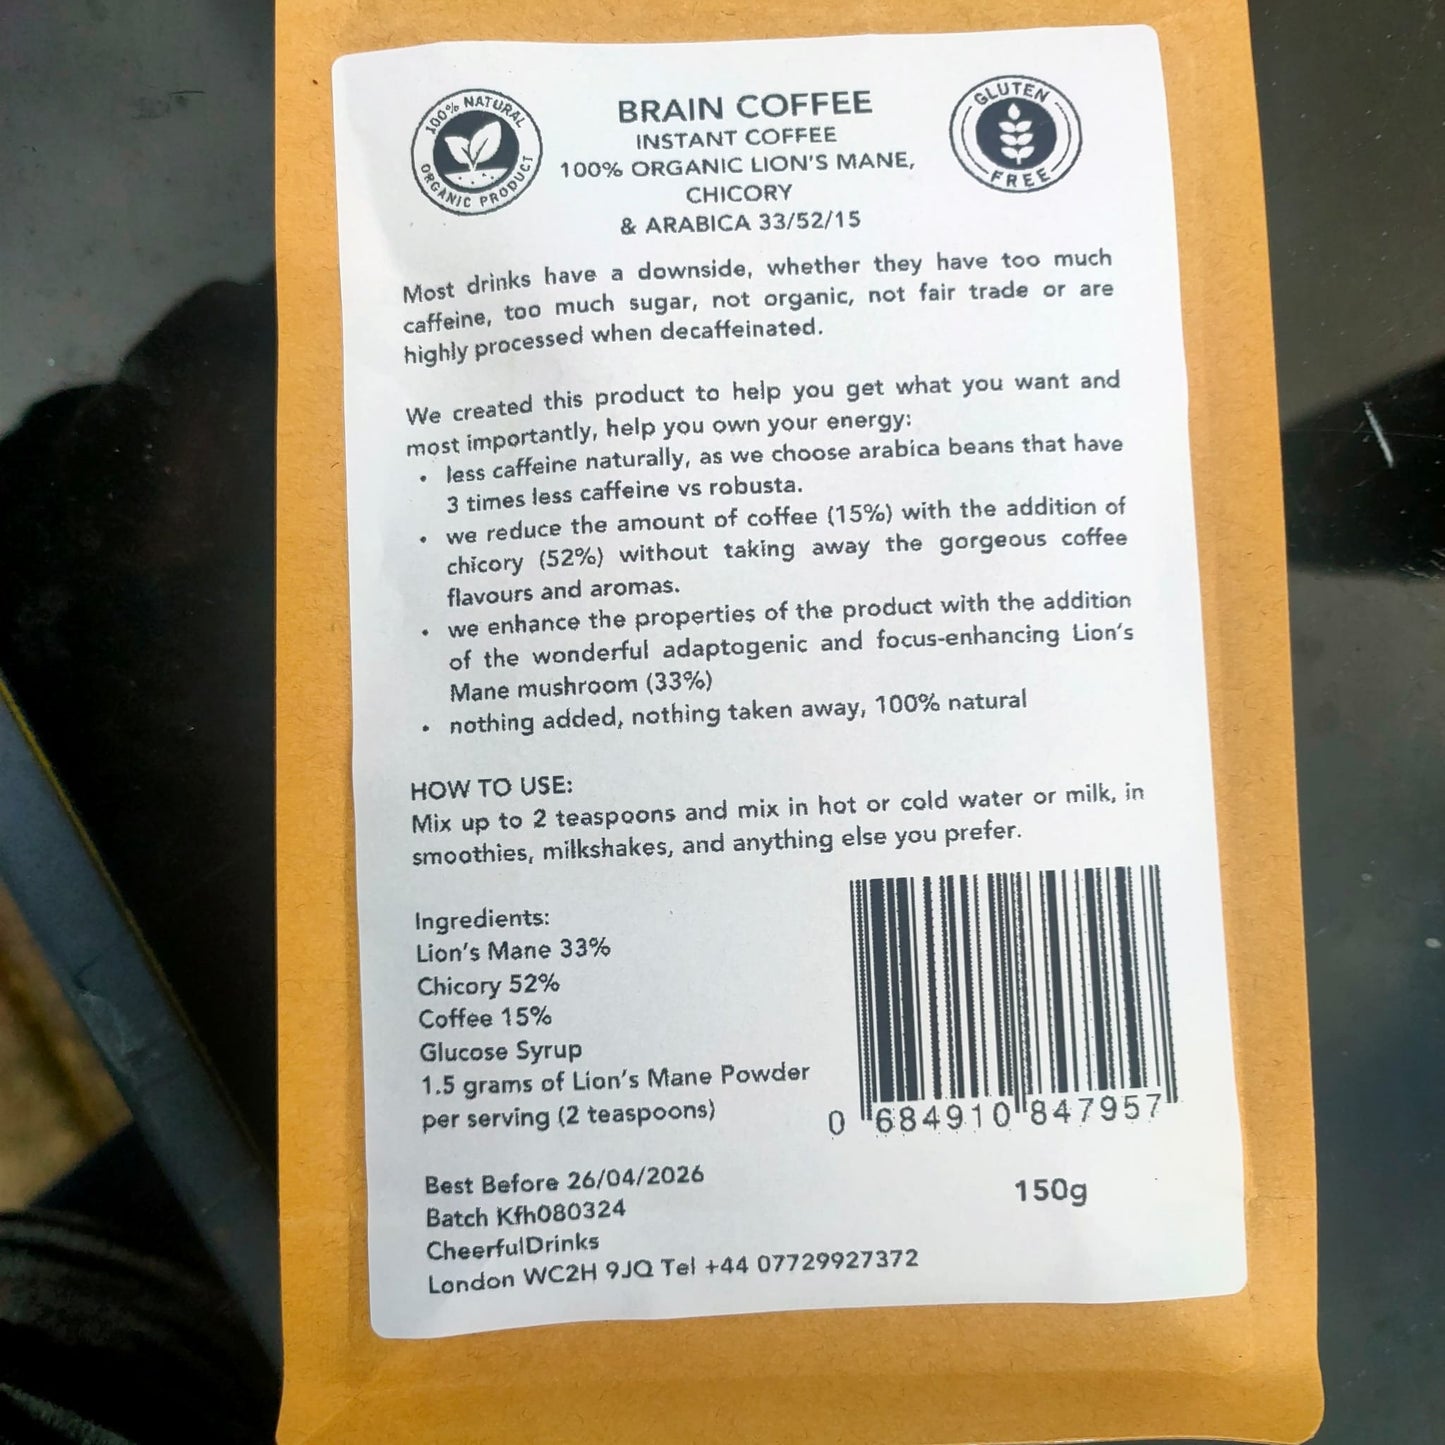 100% NATURAL
ORGANIC PRODUCT
BRAIN COFFEE
INSTANT COFFEE
100% ORGANIC LION'S MANE,
CHICORY
& ARABICA 33/52/15
GLUTEN
FREE
Most drinks have a downside, whether they have too much
caffeine, too much sugar, not organic, not fair trade or are
highly processed when decaffeinated.
We created this product to help you get what you want and
most importantly, help you own your energy:
• less caffeine naturally, as we choose arabica beans that have
3 times less caffeine vs robusta.
• we reduce the amount of coffee (15%) with the addition of
chicory (52%) without taking away the gorgeous coffee
flavours and aromas.
• we enhance the properties of the product with the addition
of the wonderful adaptogenic and focus-enhancing Lion's
Mane mushroom (33%)
• nothing added, nothing taken away, 100% natural
HOW TO USE:
Mix up to 2 teaspoons and mix in hot or cold water or milk, in
smoothies, milkshakes, and anything else you prefer.
Ingredients:
Lion's Mane 33%
Chicory 52%
Coffee 15%
Glucose Syrup
1.5 grams of Lion's Mane Powder
per serving (2 teaspoons)
0 684910 847957
Best Before 26/04/2026
Batch Kfh080324
CheerfulDrinks
London WC2H 9JQ Tel +44 07729927372
150g